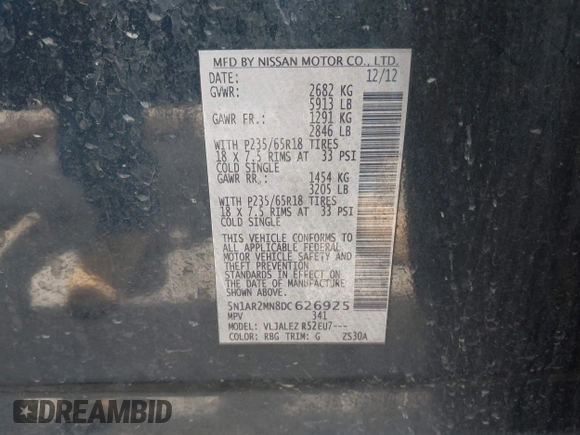 MFD BY NISSAN MOTOR CO., LTD.
DATE: 12/12
GVWR: 2682 KG
5913 LB
GAWR FR.: 1291 KG
2846 LB
WITH P235/65R18 TIRES
18 X 7.5 RIMS AT 33 PSI
COLD SINGLE
GAWR RR.: 1454 KG
3205 LB
WITH P235/65R18 TIRES
18 X 7.5 RIMS AT 33 PSI
COLD SINGLE
THIS VEHICLE CONFORMS TO
ALL APPLICABLE FEDERAL
MOTOR VEHICLE SAFETY AND
THEFT PREVENTION
STANDARDS IN EFFECT ON
THE DATE OF MANUFACTURE
SHOWN ABOVE.
5N1AR2MN8DC626925
MPV 341
MODEL: VLJALEZ R52EU7---
COLOR: RBG TRIM: G ZS30A
DREAMBID